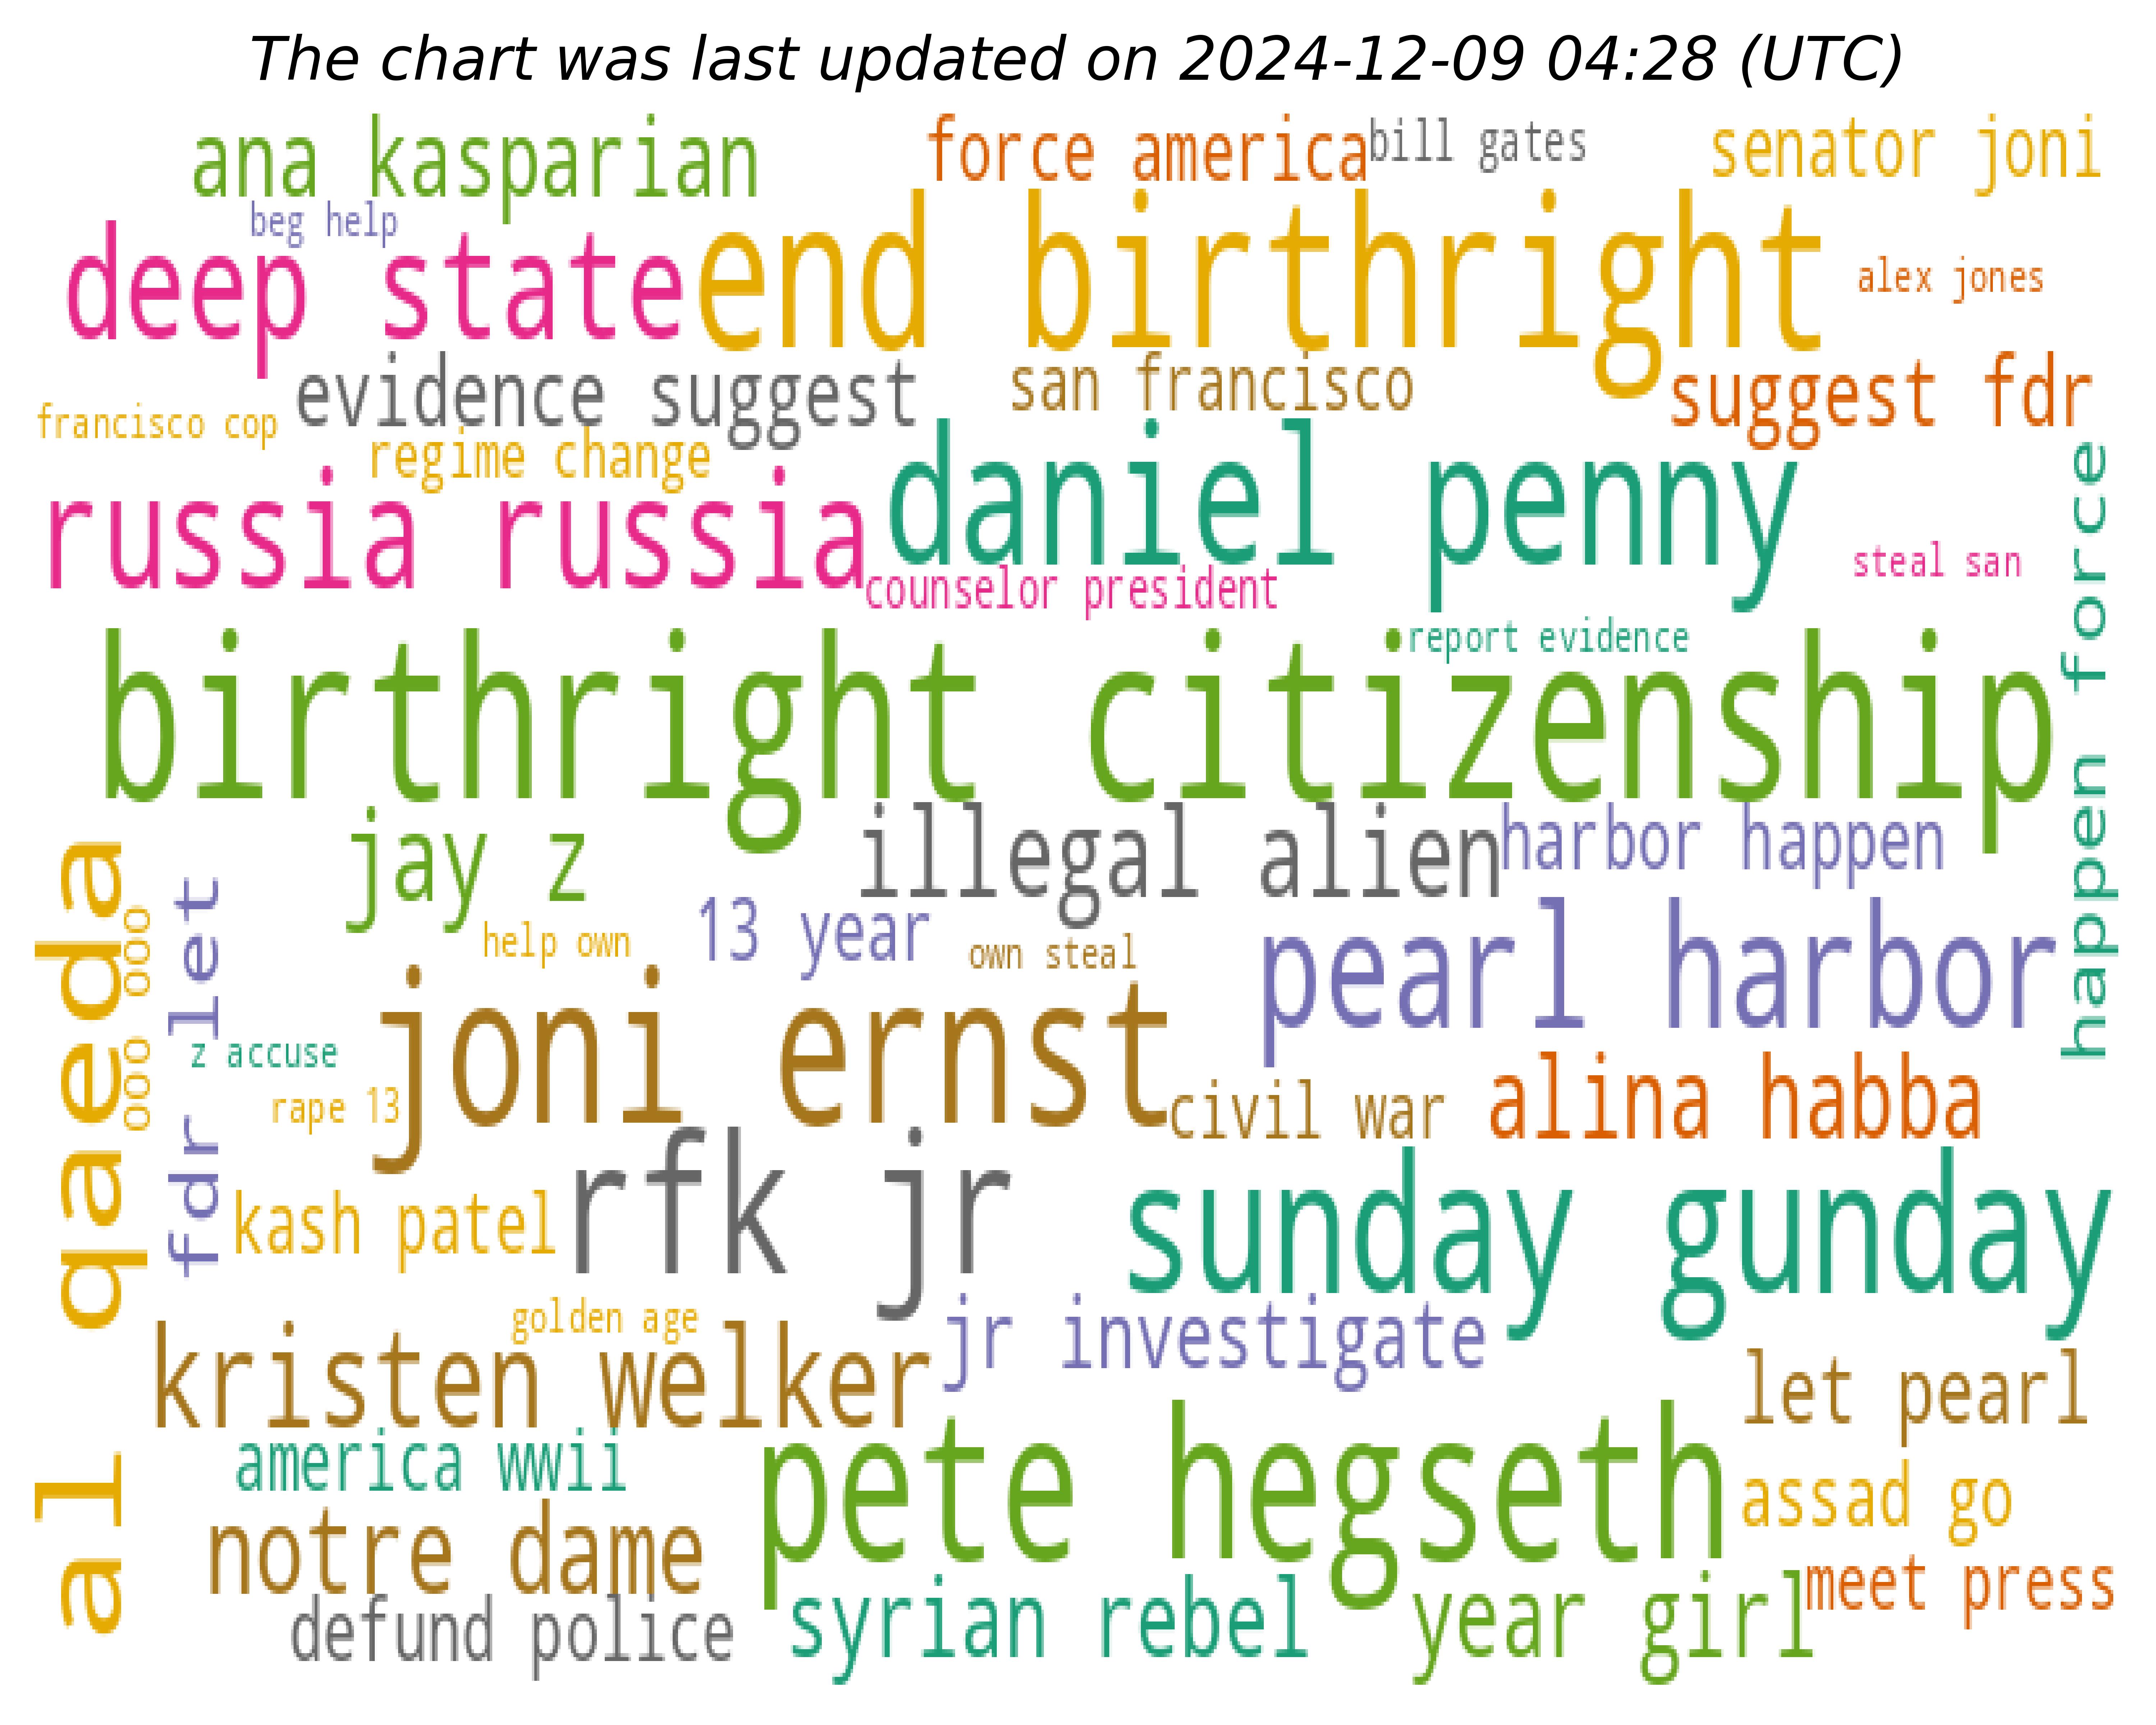 The chart was last updated on 2024-12-09 04:28 (UTC)
ana kasparian
force america
bill gates
senator joni
beg help
deep state
end birthright
alex jones
evidence suggest
san francisco
suggest fdr
francisco cop
regime change
russia russia
daniel penny
steal san
happen force
counselor president
report evidence
birthright citizenship
jay z
illegal alien
harbor happen
al qaeda
ooo ooo
fdr let
help own
13 year
own steal
pearl harbor
joni ernst
z accuse
rape 13
civil war
alina habba
kash patel
rfk jr
sunday gunday
golden age
jr investigate
kristen welker
let pearl
america wwii
pete hegseth
assad go
notre dame
meet press
defund police
syrian rebel
year girl